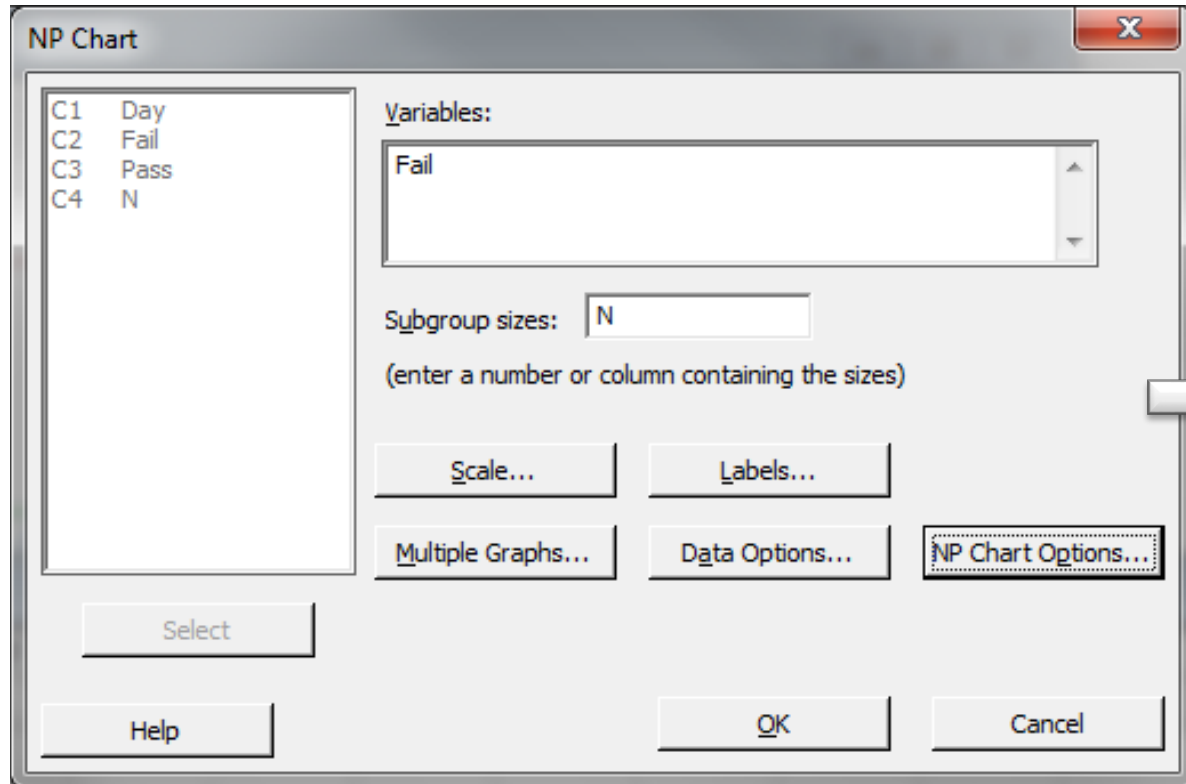 NP Chart
C1 Day
C2 Fail
C3 Pass
C4 N
Variables:
Fail
Subgroup sizes: N
(enter a number or column containing the sizes)
Scale... Labels...
Multiple Graphs... Data Options... NP Chart Options...
Select
Help OK Cancel